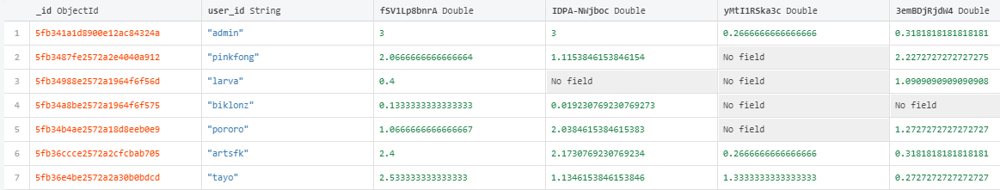 _id ObjectId user_id String fSV1Lp8bnrA Double IDPA-NWjboc Double yMtI1RSka3c Double 3emBDjRjdW4 Double
1 5fb341a1d8900e12ac84324a "admin" 3 3 0.2666666666666666 0.3181818181818181
2 5fb3487fe2572a2e4040a912 "pinkfong" 2.0666666666666664 1.1153846153846154 No field 2.2272727272727275
3 5fb34988e2572a1964f6f56d "larva" 0.4 No field No field 1.0909090909090908
4 5fb34a8be2572a1964f6f575 "biklonz" 0.1333333333333333 0.019230769230769273 No field No field
5 5fb34b4ae2572a18d8eeb0e9 "pororo" 1.0666666666666667 2.0384615384615383 No field 1.2727272727272727
6 5fb36ccce2572a2cfcbab705 "artsfk" 2.4 2.1730769230769234 0.2666666666666666 0.3181818181818181
7 5fb36e4be2572a2a30b0bdcd "tayo" 2.533333333333333 1.1346153846153846 1.3333333333333333 0.2727272727272727